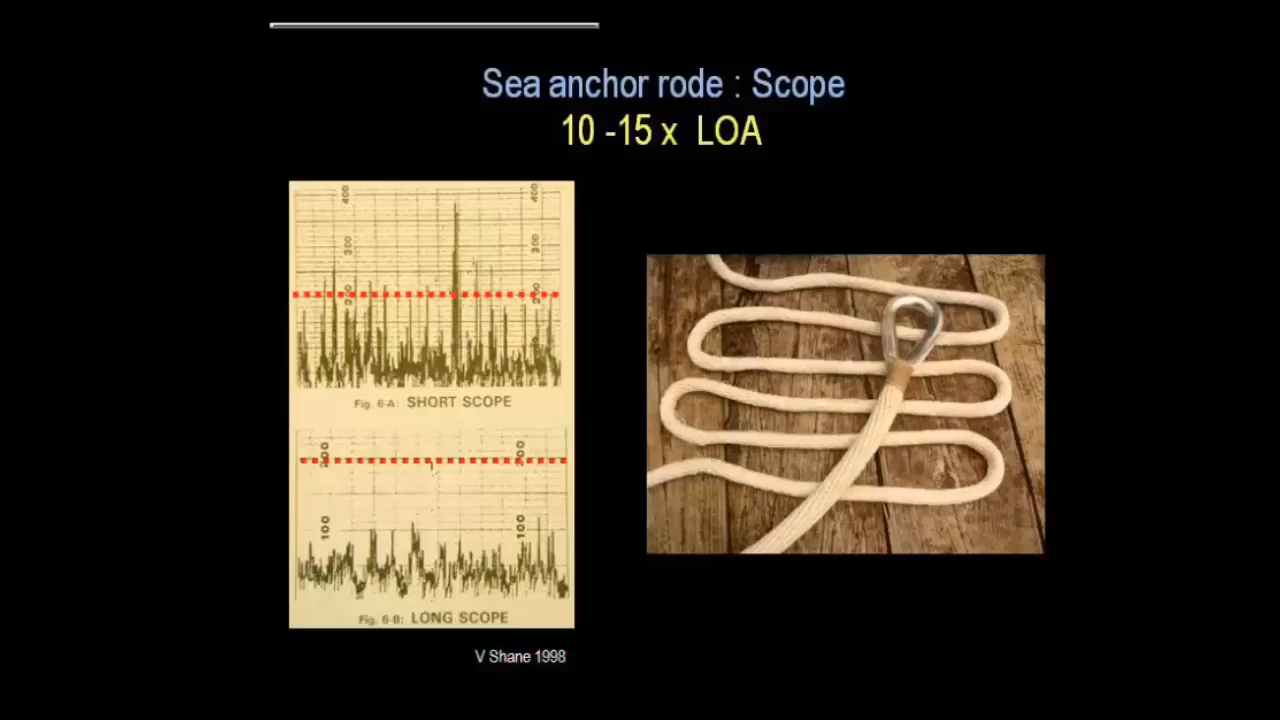 Sea anchor rode : Scope
10 -15 x LOA
400 400
300 300
200 200
Fig. 6-A: SHORT SCOPE
200 200
100 100
Fig. 6-B: LONG SCOPE
V Shane 1998